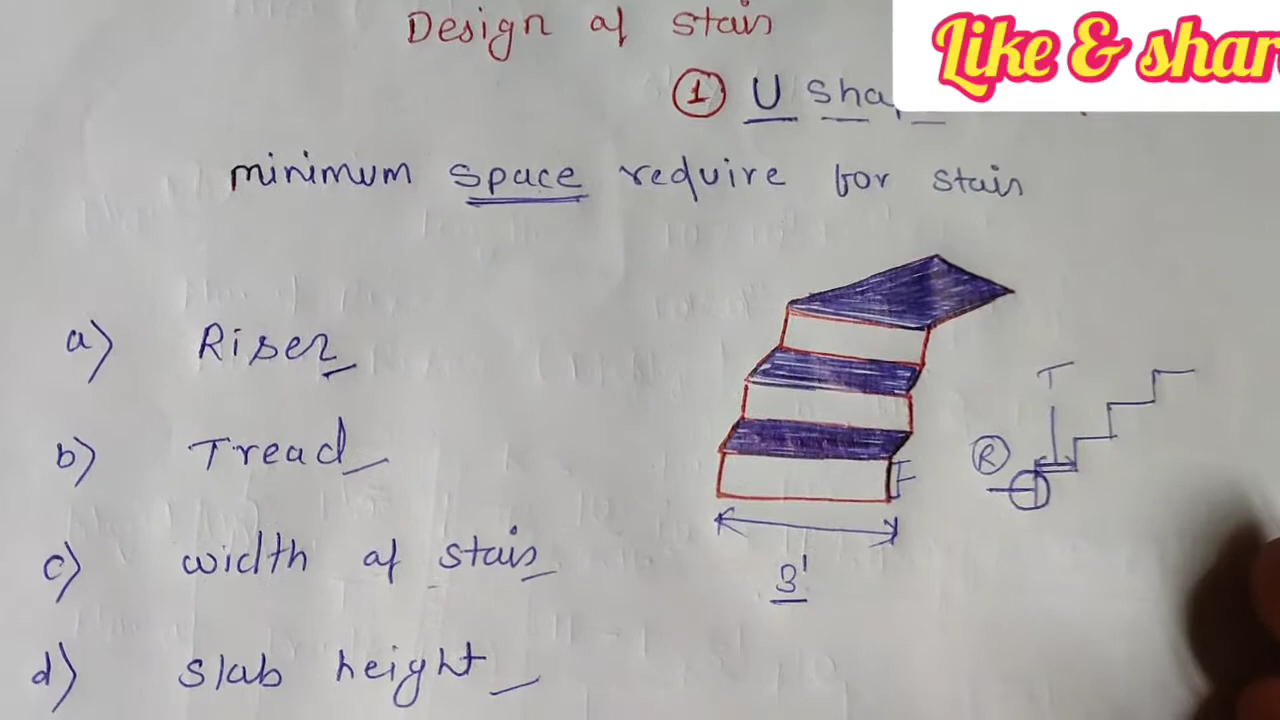 Design of stair
Like & shar
① U Shap
minimum space require for stair
a) Riser
b) Tread
c) width of stair
d) Slab height
T
R
3'